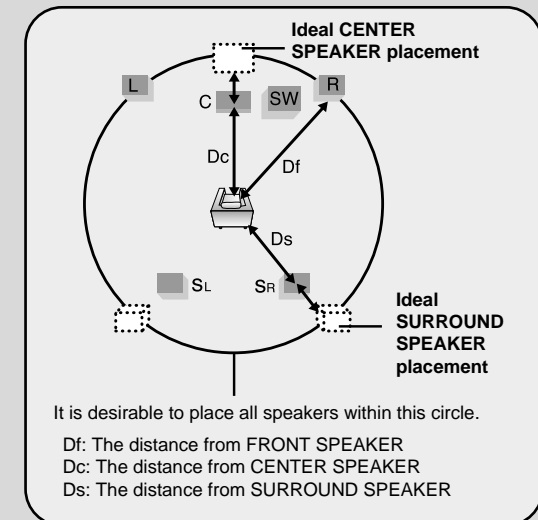 Ideal CENTER
SPEAKER placement
L
R
C
SW
Dc
Df
Ds
SL
SR
Ideal
SURROUND
SPEAKER
placement
It is desirable to place all speakers within this circle.
Df: The distance from FRONT SPEAKER
Dc: The distance from CENTER SPEAKER
Ds: The distance from SURROUND SPEAKER